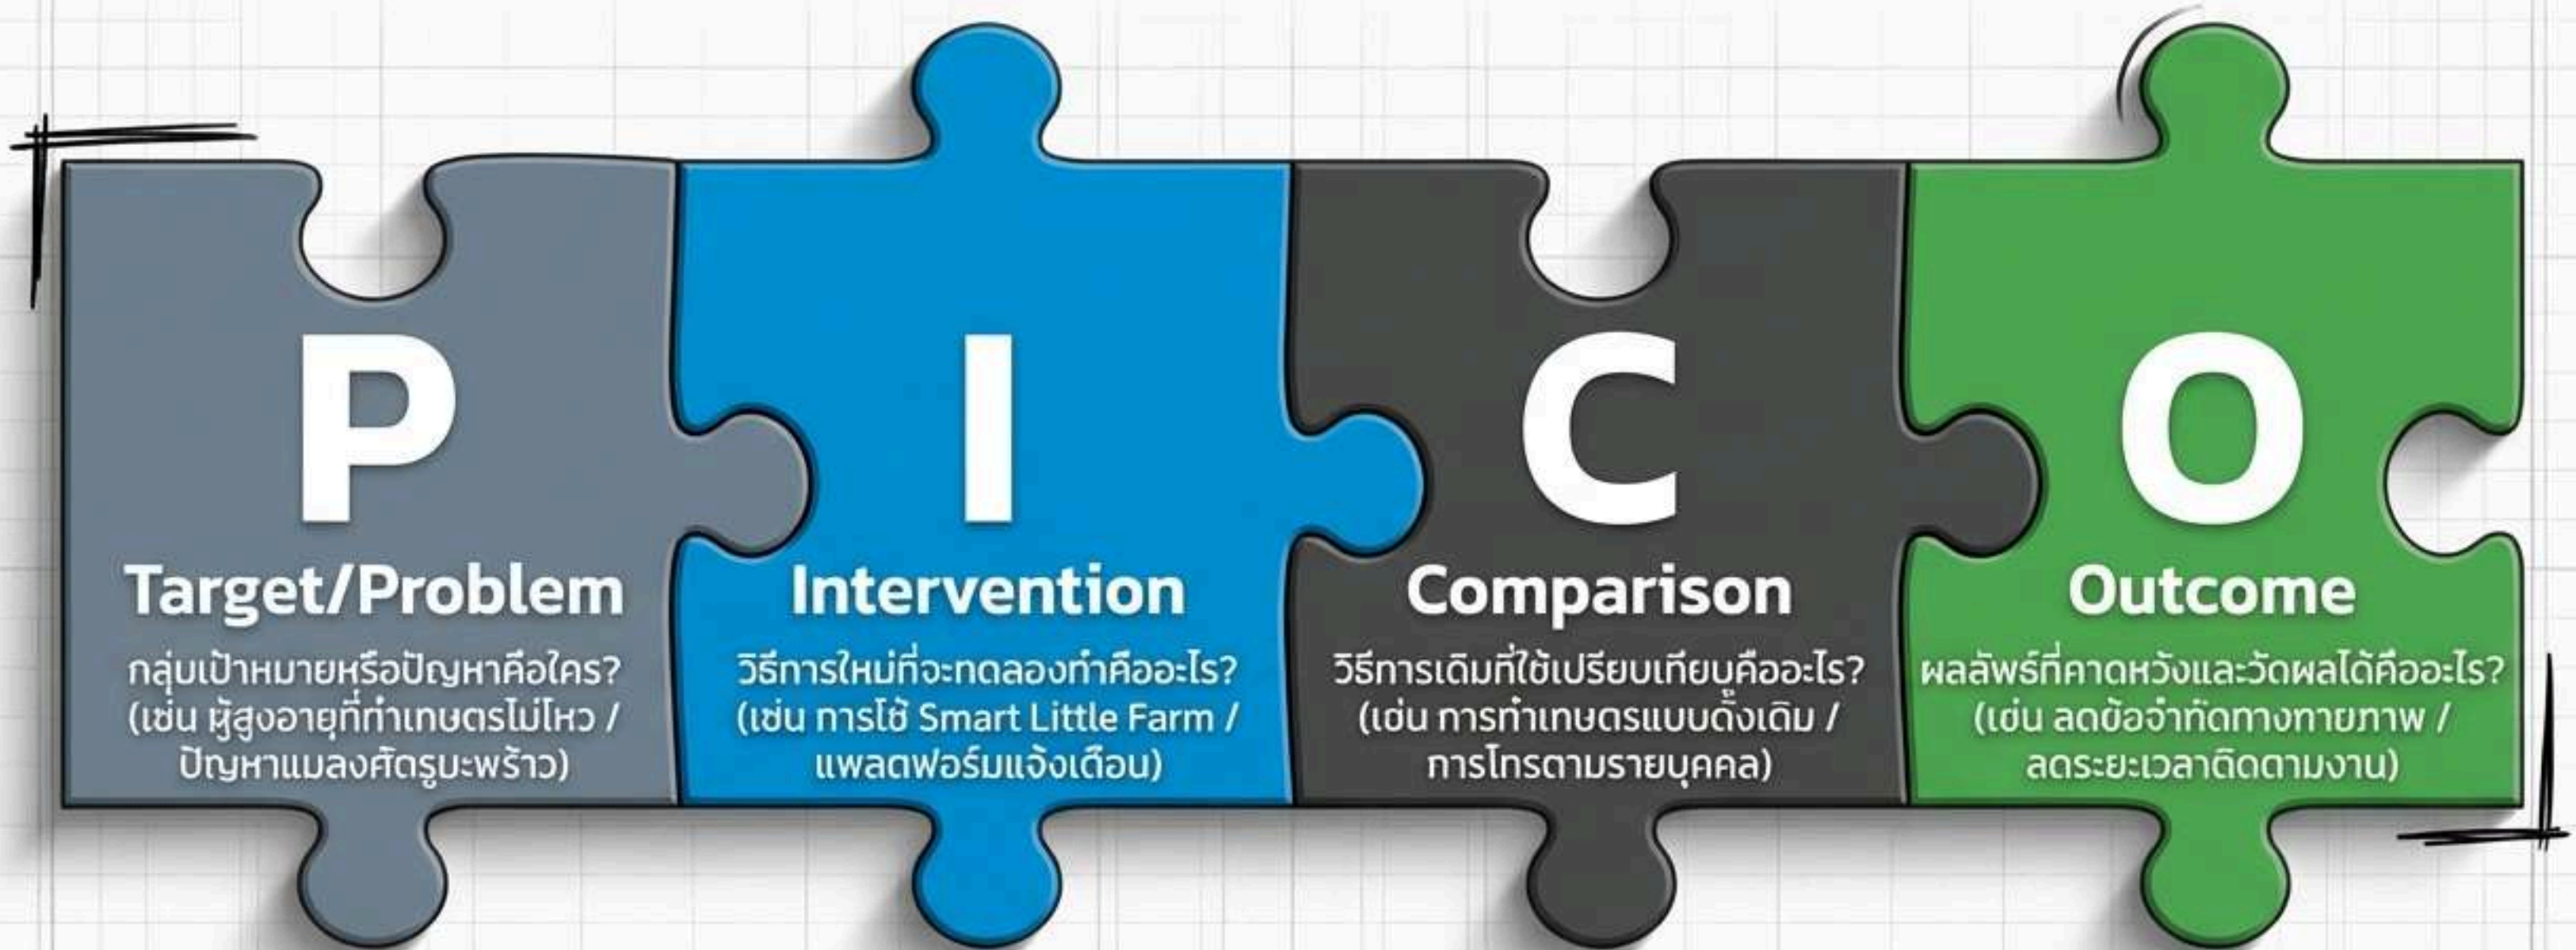 P
Target/Problem
กลุ่มเป้าหมายหรือปัญหาคือใคร?
(เช่น ผู้สูงอายุที่ทำเทษตรไม่ไหว /
ปัญหาแมลงศัตรูมะพร้าว)
I
Intervention
วิธีการใหม่ที่จะทดลองทำคืออะไร?
(เช่น การใช้ Smart Little Farm /
แพลตฟอร์มแจ้งเตือน)
C
Comparison
วิธีการเดิมที่ใช้เปรียบเทียบคืออะไร?
(เช่น การทำเทษตรแบบดั้งเดิม /
การโทรตามรายบุคคล)
O
Outcome
ผลลัพธ์ที่คาดหวังและวัดผลได้คืออะไร?
(เช่น ลดข้อจำทัดทางทายภาพ /
ลดระยะเวลาติดตามงาน)